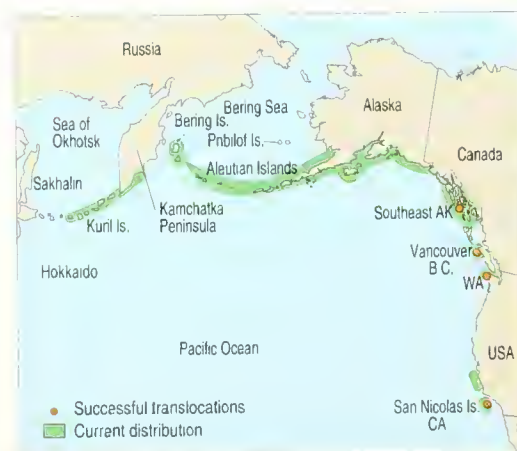 Russia
Bering Sea
Alaska
Sea of
Okhotsk
Bering Is.
Pnbilof Is.
Canada
Aleutian Islands
Sakhalin
Kamchatka
Peninsula
Kuril Is.
Southeast AK
Vancouver
B C.
WA
Hokkaido
Pacific Ocean
USA
Successful translocations
Current distribution
San Nicolas Is.
CA